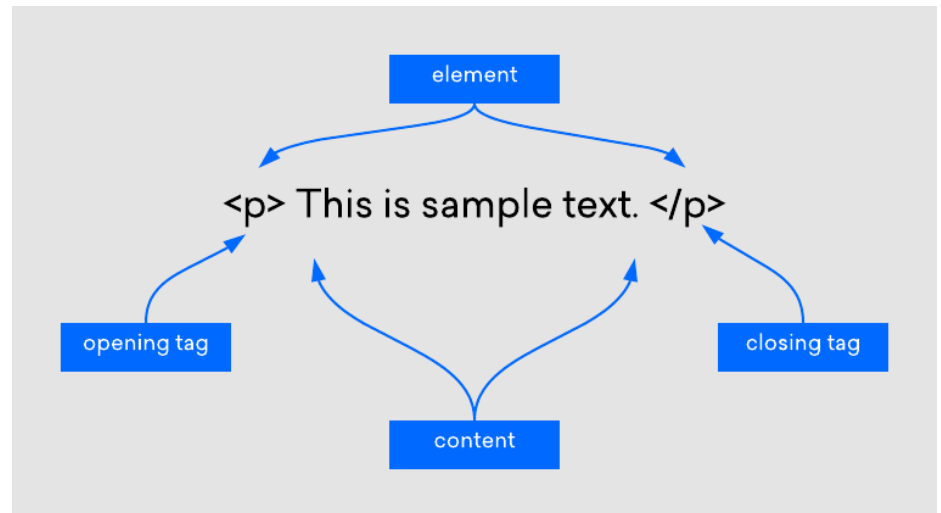 element
<p> This is sample text. </p>
opening tag
closing tag
content